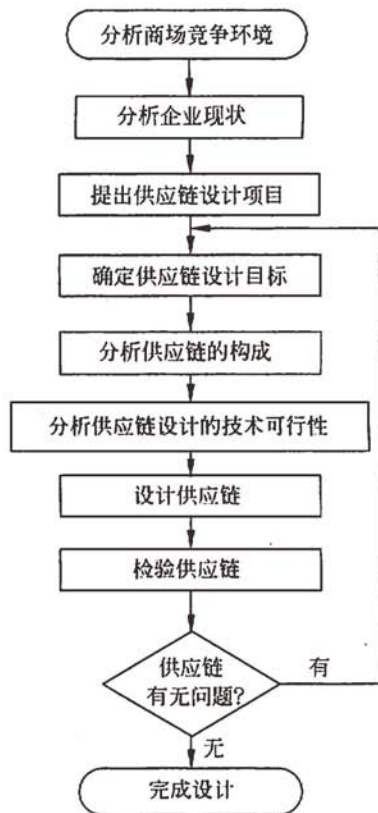 分析商场竞争环境
分析企业现状
提出供应链设计项目
确定供应链设计目标
分析供应链的构成
分析供应链设计的技术可行性
设计供应链
检验供应链
供应链
有无问题?
有
无
完成设计